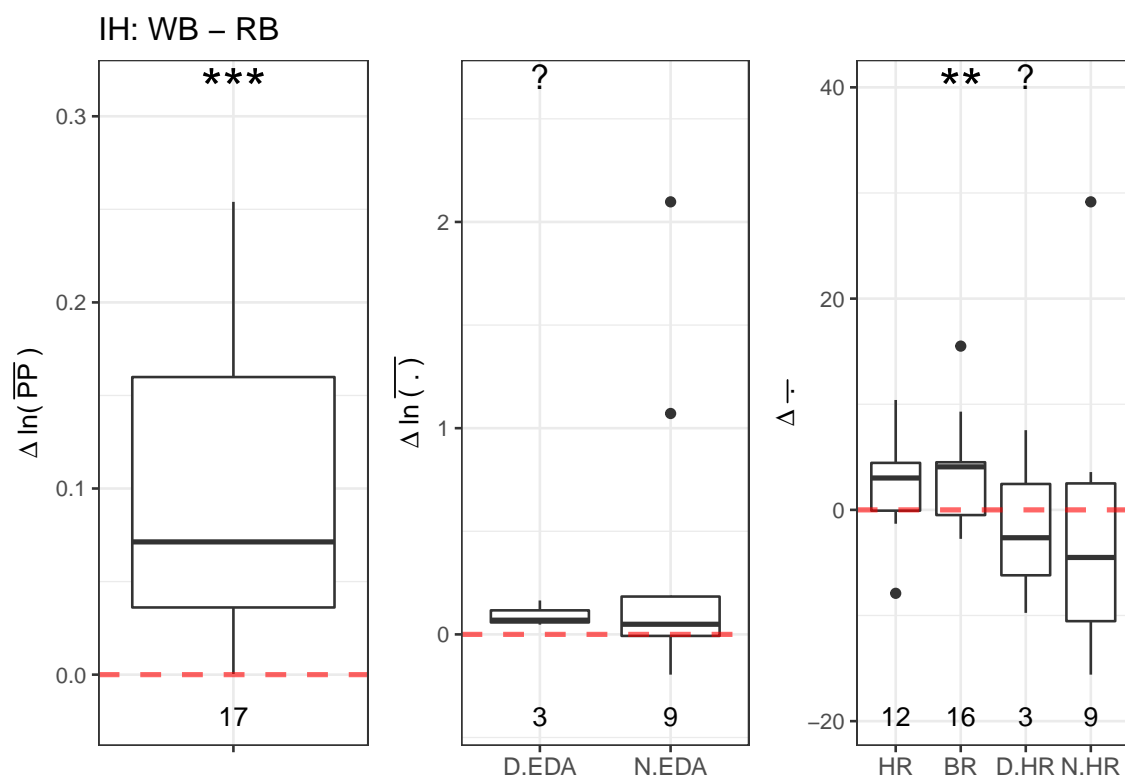 IH: WB − RB
***
0.3
0.2
0.1
0.0
Δ ln( P̅P̅ )
17
?
2
1
0
Δ ln ( . )
3 9
D.EDA N.EDA
** ?
40
20
0
−20
Δ .
12 16 3 9
HR BR D.HR N.HR